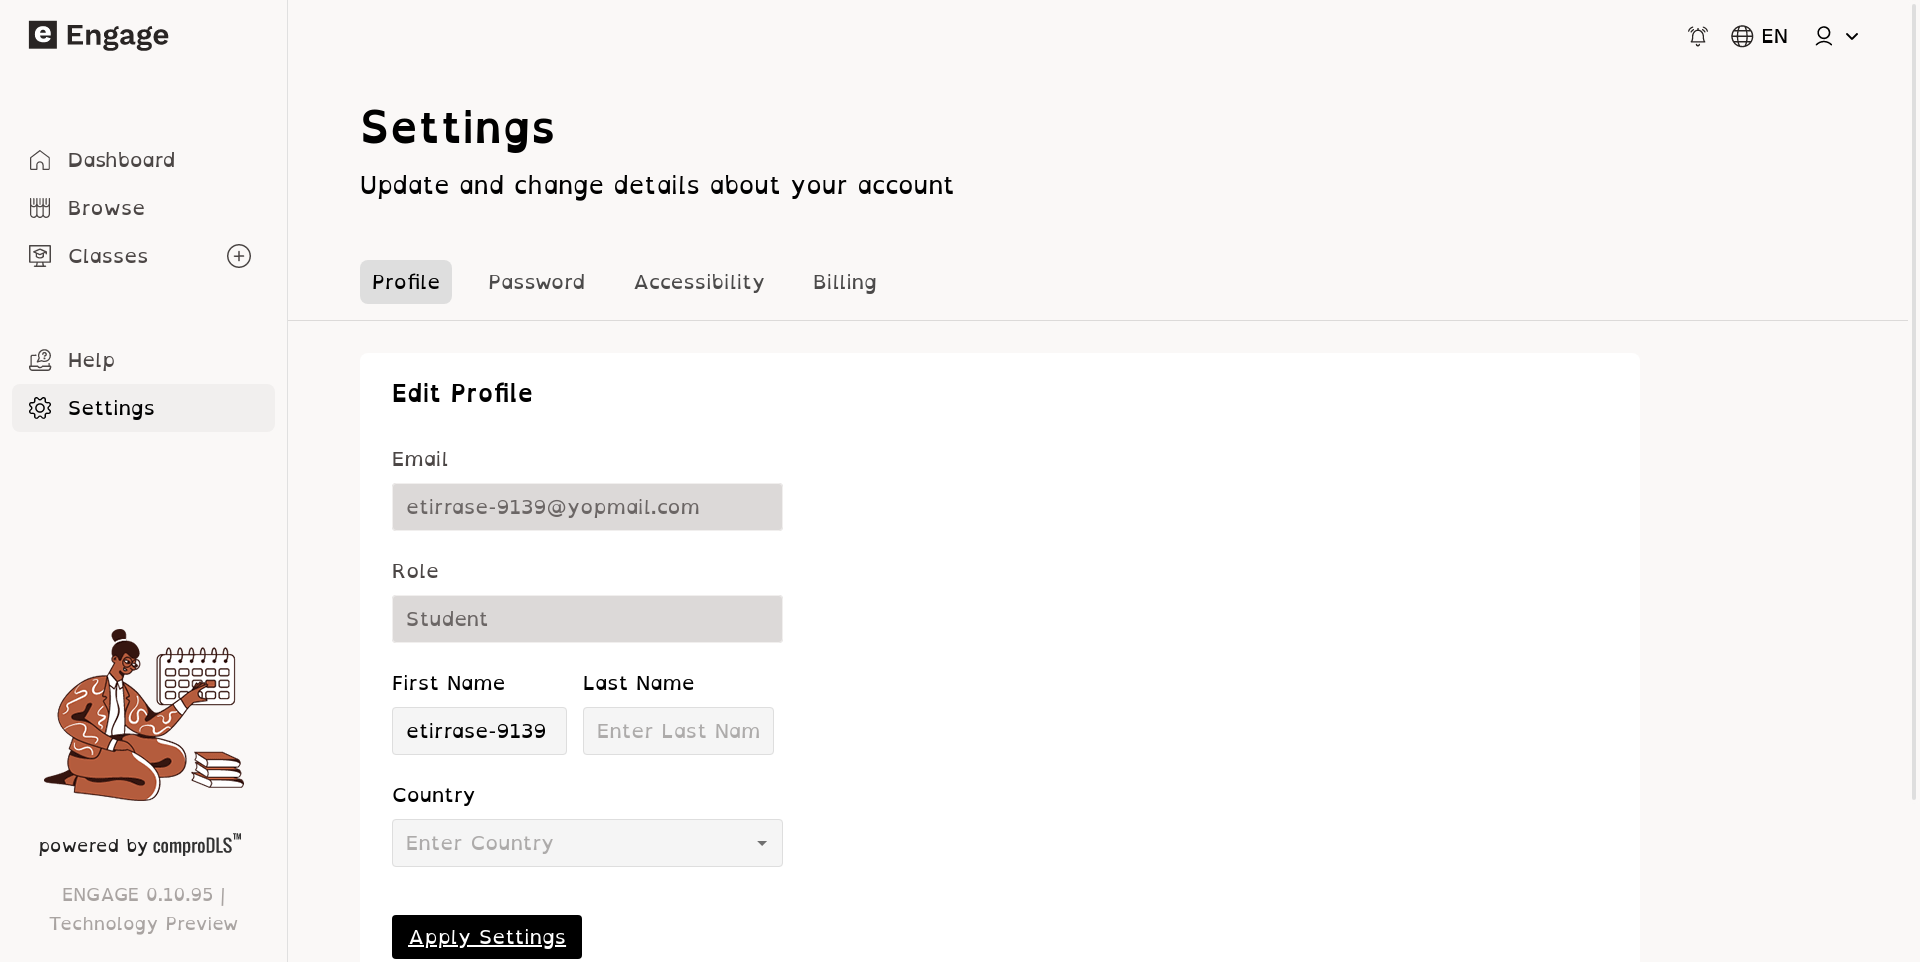 e Engage
EN
Dashboard
Browse
Classes
Help
Settings
powered by comproDLS™
ENGAGE 0.10.95 |
Technology Preview
Settings
Update and change details about your account
Profile Password Accessibility Billing
Edit Profile
Email
etirrase-9139@yopmail.com
Role
Student
First Name Last Name
etirrase-9139 Enter Last Nam
Country
Enter Country
Apply Settings